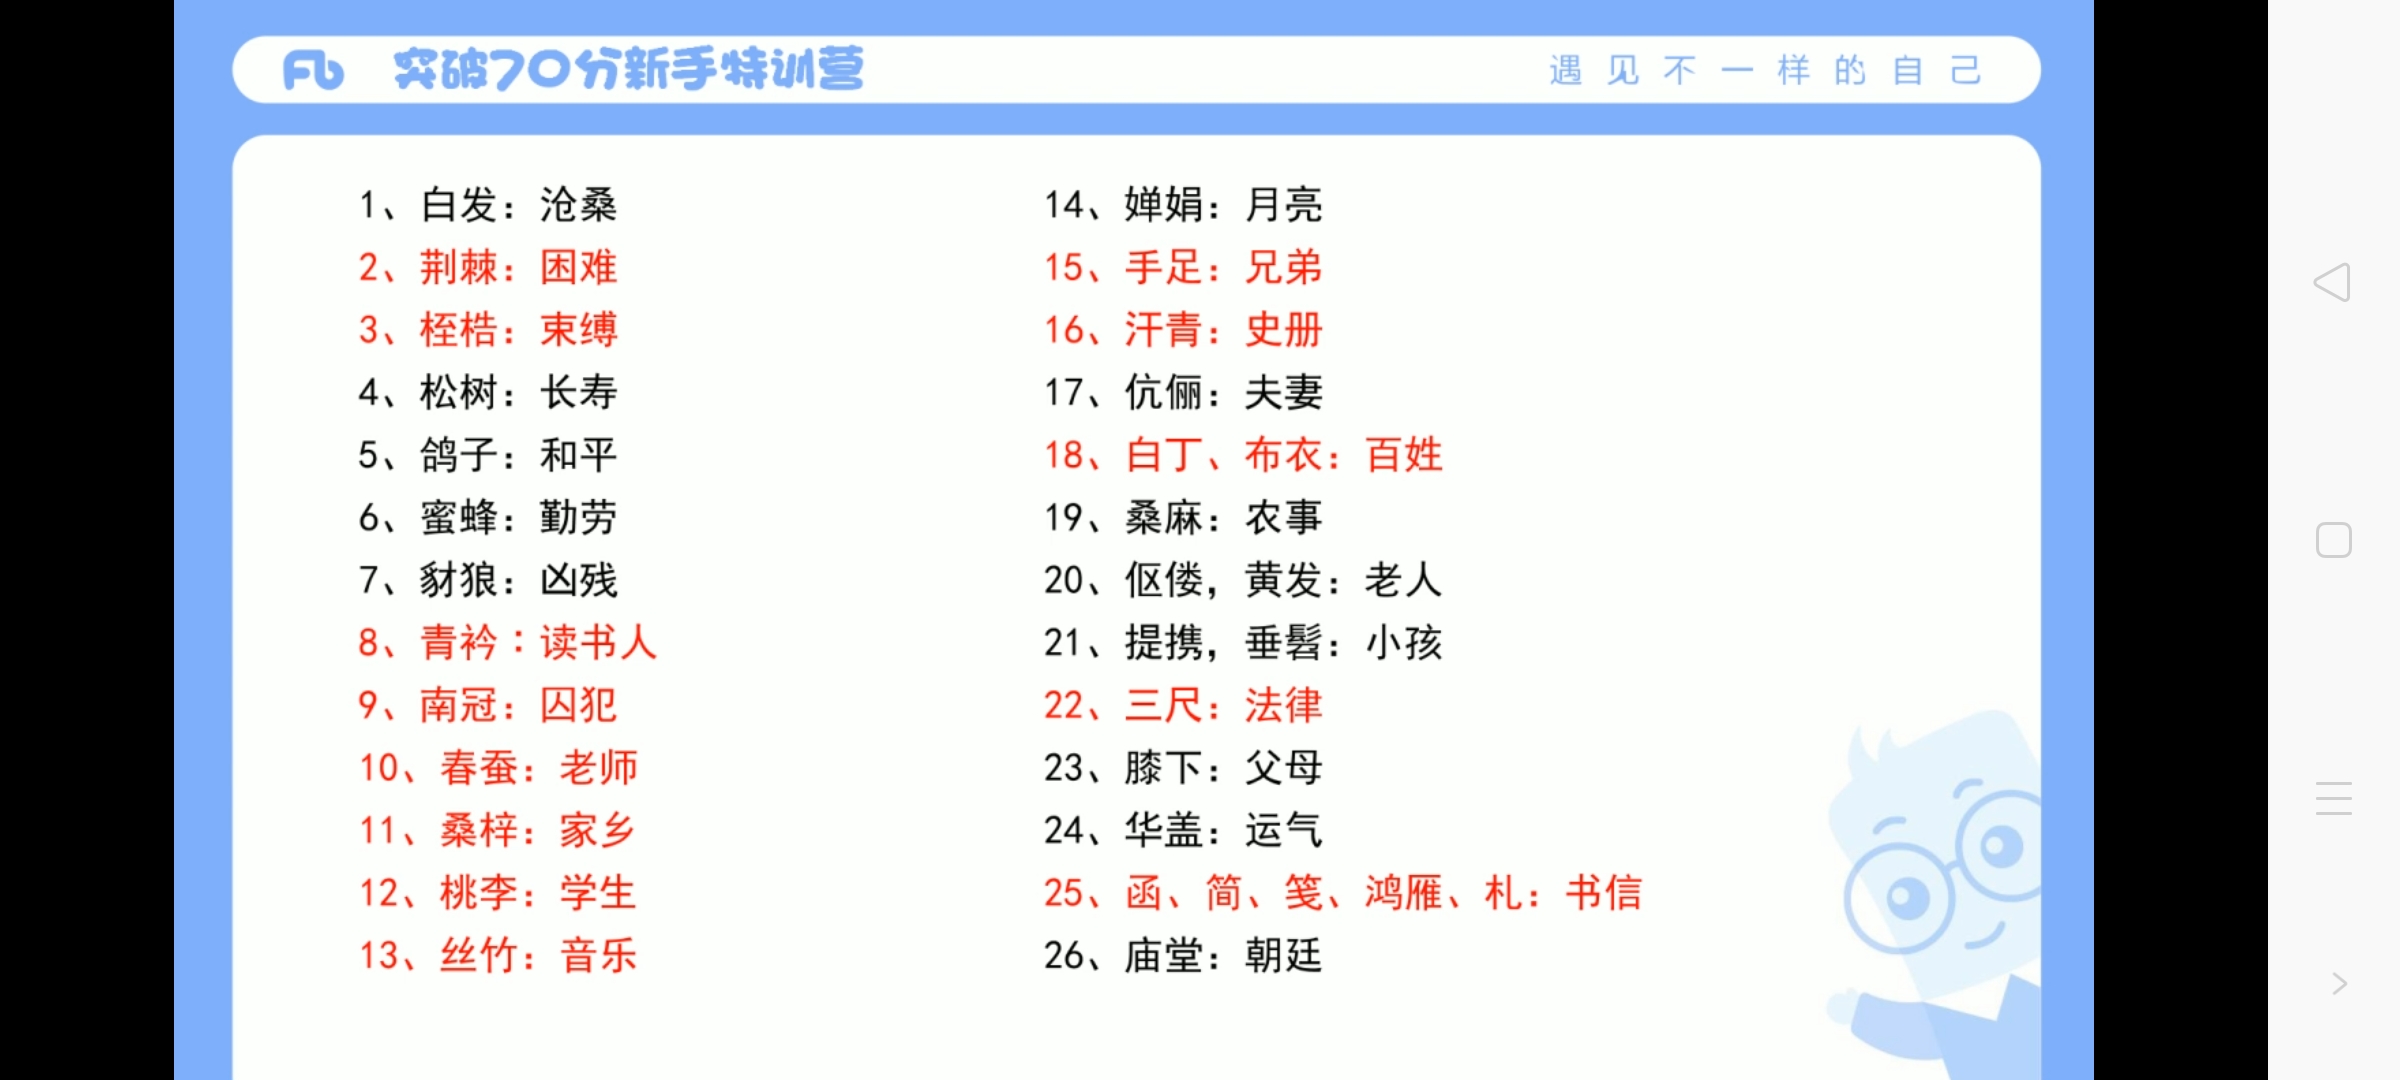 Fb 突破70分新手特训营
遇见不一样的自己
1、白发：沧桑
2、荆棘：困难
3、桎梏：束缚
4、松树：长寿
5、鸽子：和平
6、蜜蜂：勤劳
7、豺狼：凶残
8、青衿：读书人
9、南冠：囚犯
10、春蚕：老师
11、桑梓：家乡
12、桃李：学生
13、丝竹：音乐
14、婵娟：月亮
15、手足：兄弟
16、汗青：史册
17、伉俪：夫妻
18、白丁、布衣：百姓
19、桑麻：农事
20、伛偻，黄发：老人
21、提携，垂髫：小孩
22、三尺：法律
23、膝下：父母
24、华盖：运气
25、函、简、笺、鸿雁、札：书信
26、庙堂：朝廷